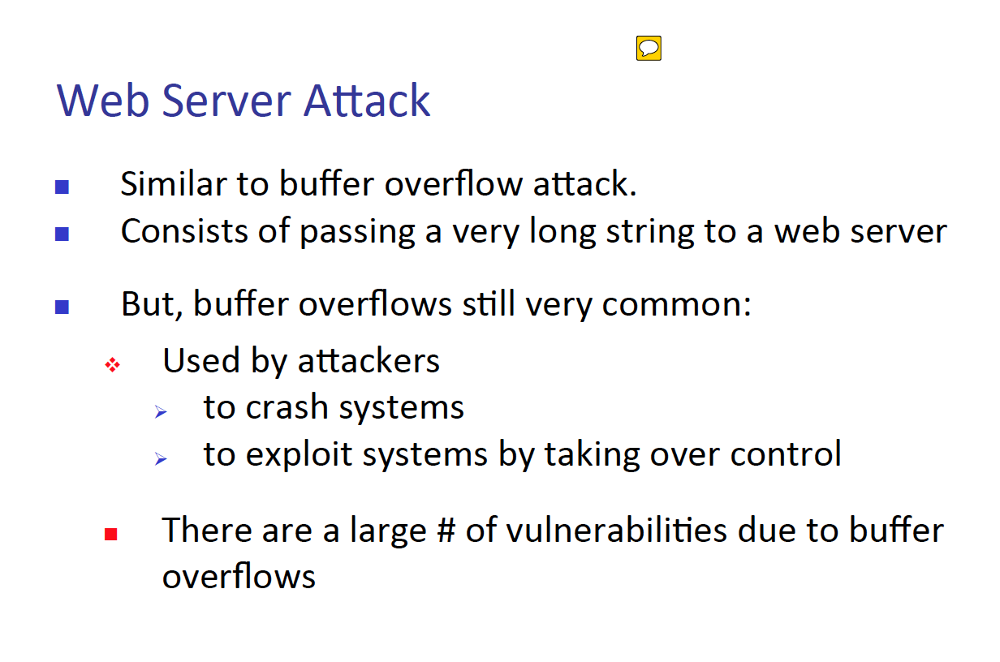 Web Server Attack
Similar to buffer overflow attack.
Consists of passing a very long string to a web server
But, buffer overflows still very common:
Used by attackers
to crash systems
to exploit systems by taking over control
There are a large # of vulnerabilities due to buffer
overflows